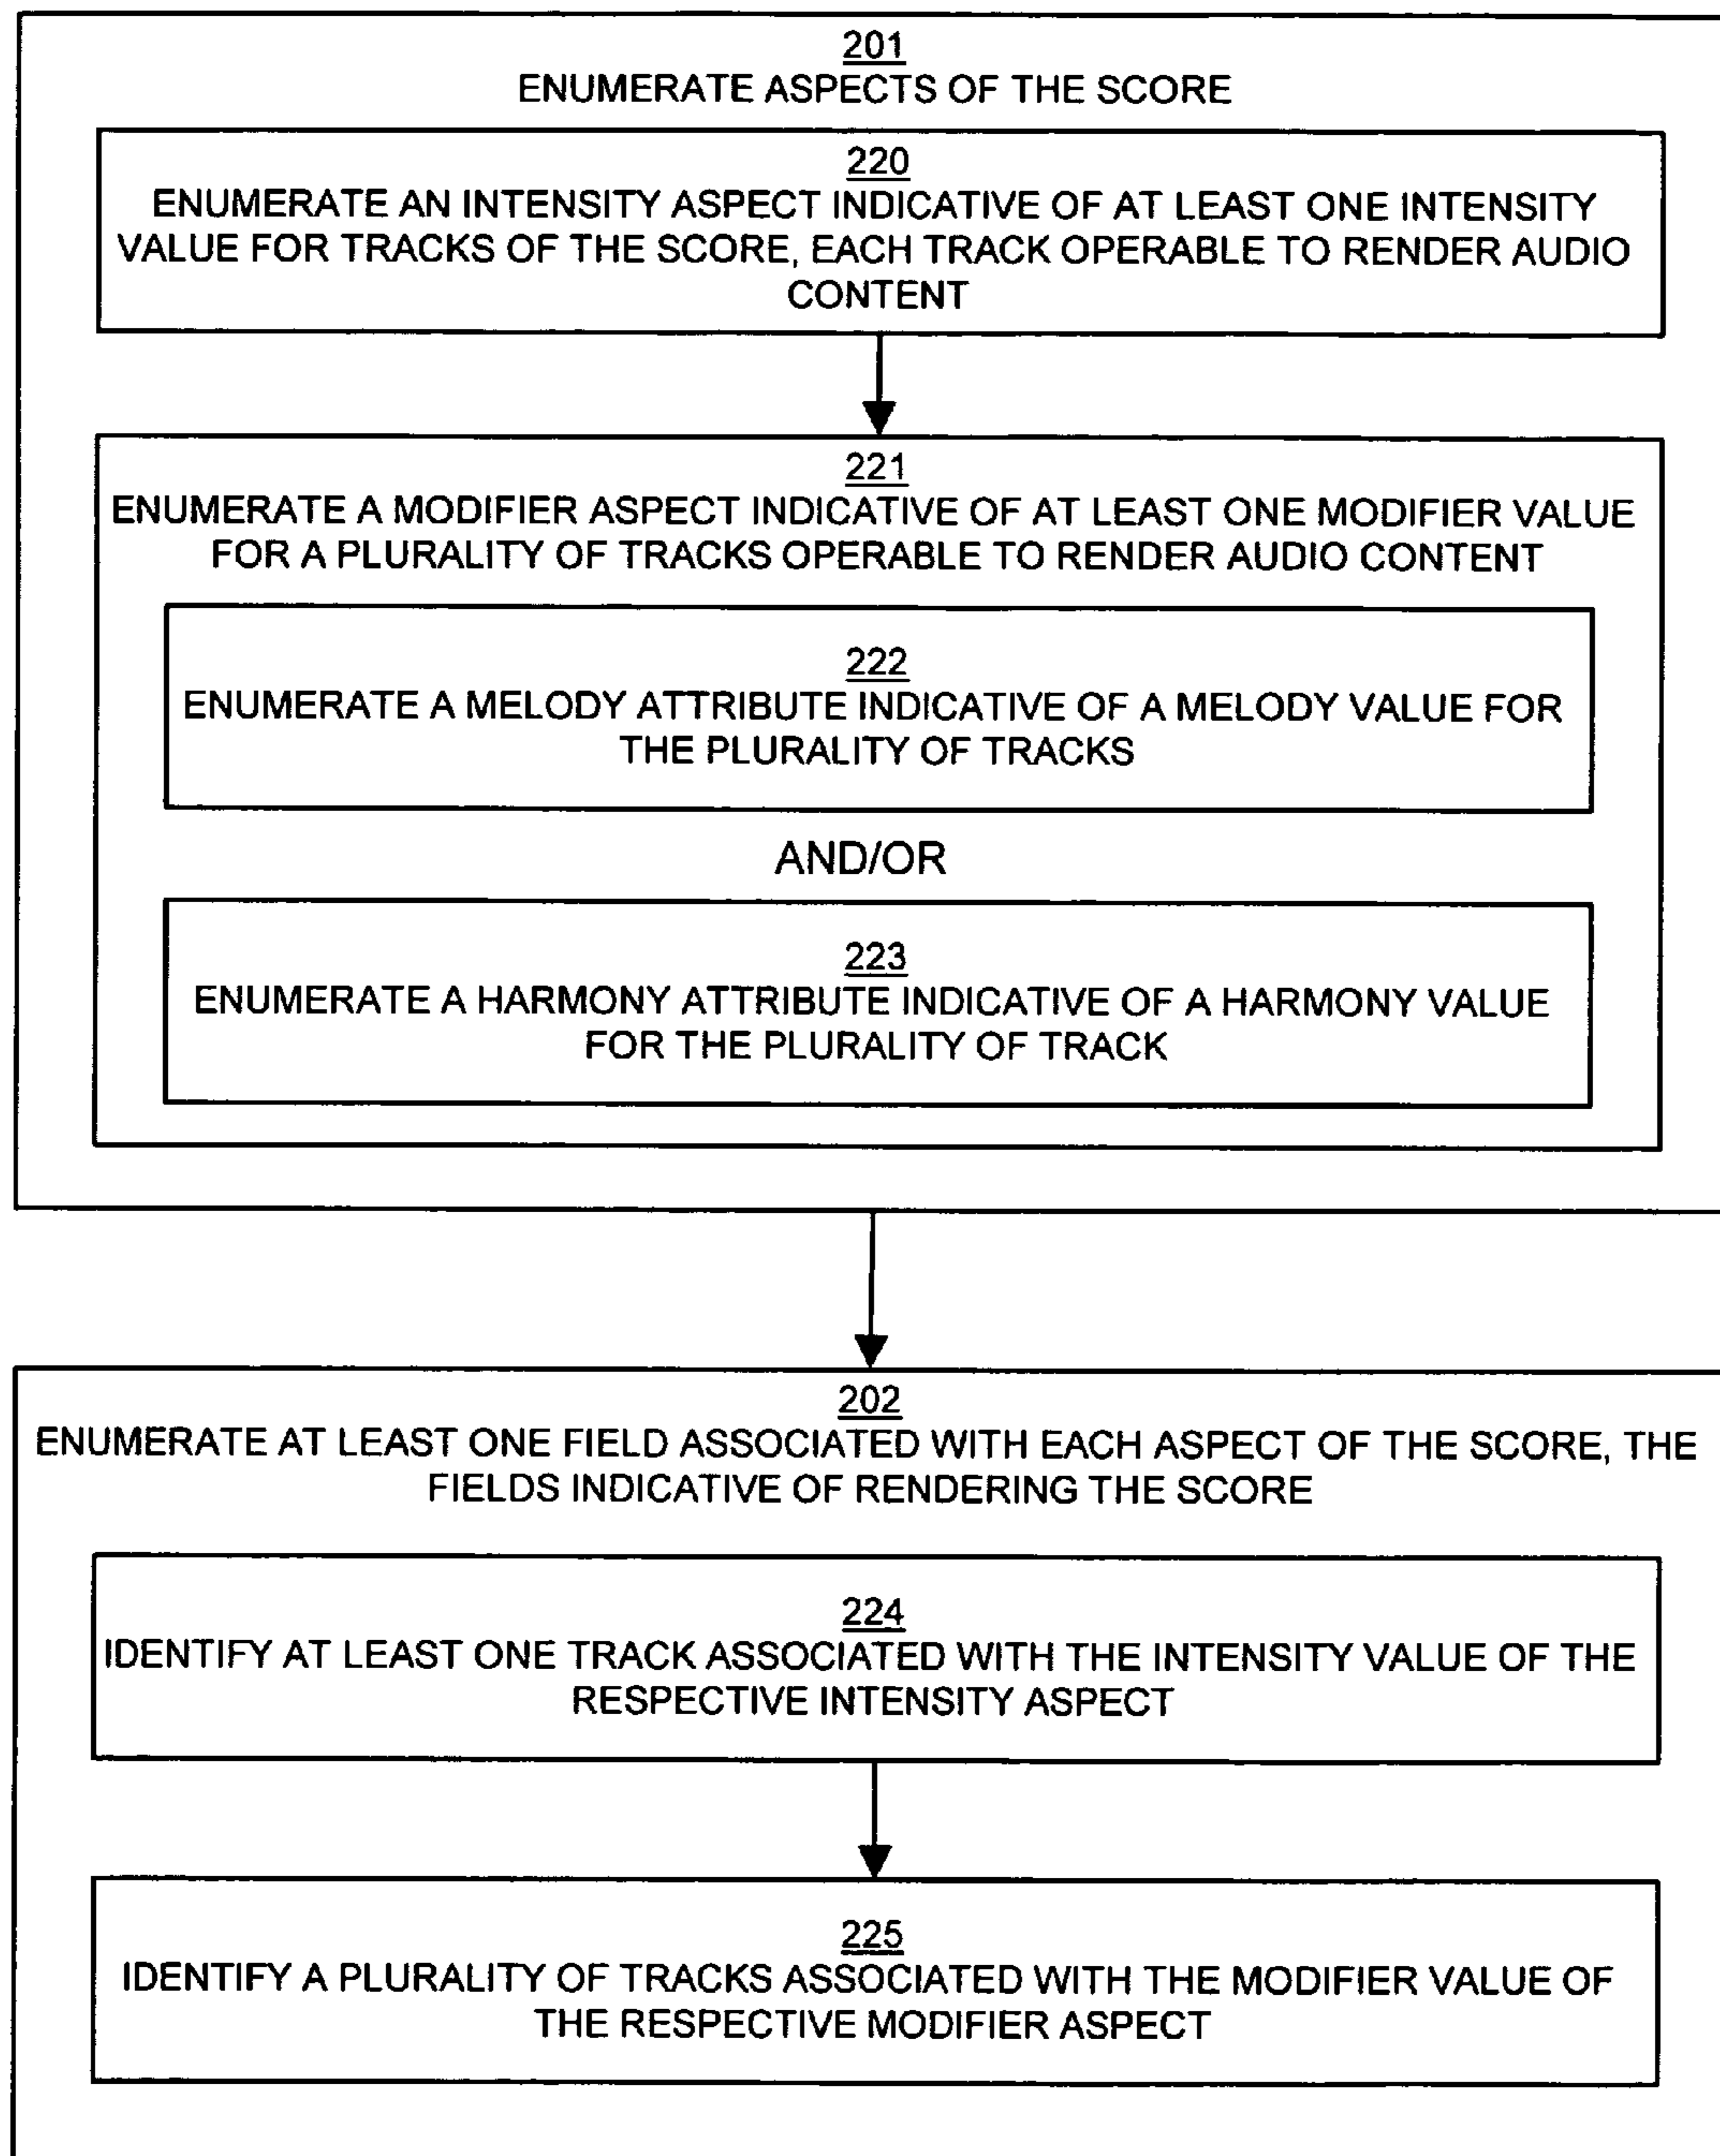 201
ENUMERATE ASPECTS OF THE SCORE
220
ENUMERATE AN INTENSITY ASPECT INDICATIVE OF AT LEAST ONE INTENSITY
VALUE FOR TRACKS OF THE SCORE, EACH TRACK OPERABLE TO RENDER AUDIO
CONTENT
221
ENUMERATE A MODIFIER ASPECT INDICATIVE OF AT LEAST ONE MODIFIER VALUE
FOR A PLURALITY OF TRACKS OPERABLE TO RENDER AUDIO CONTENT
222
ENUMERATE A MELODY ATTRIBUTE INDICATIVE OF A MELODY VALUE FOR
THE PLURALITY OF TRACKS
AND/OR
223
ENUMERATE A HARMONY ATTRIBUTE INDICATIVE OF A HARMONY VALUE
FOR THE PLURALITY OF TRACK
202
ENUMERATE AT LEAST ONE FIELD ASSOCIATED WITH EACH ASPECT OF THE SCORE, THE
FIELDS INDICATIVE OF RENDERING THE SCORE
224
IDENTIFY AT LEAST ONE TRACK ASSOCIATED WITH THE INTENSITY VALUE OF THE
RESPECTIVE INTENSITY ASPECT
225
IDENTIFY A PLURALITY OF TRACKS ASSOCIATED WITH THE MODIFIER VALUE OF
THE RESPECTIVE MODIFIER ASPECT